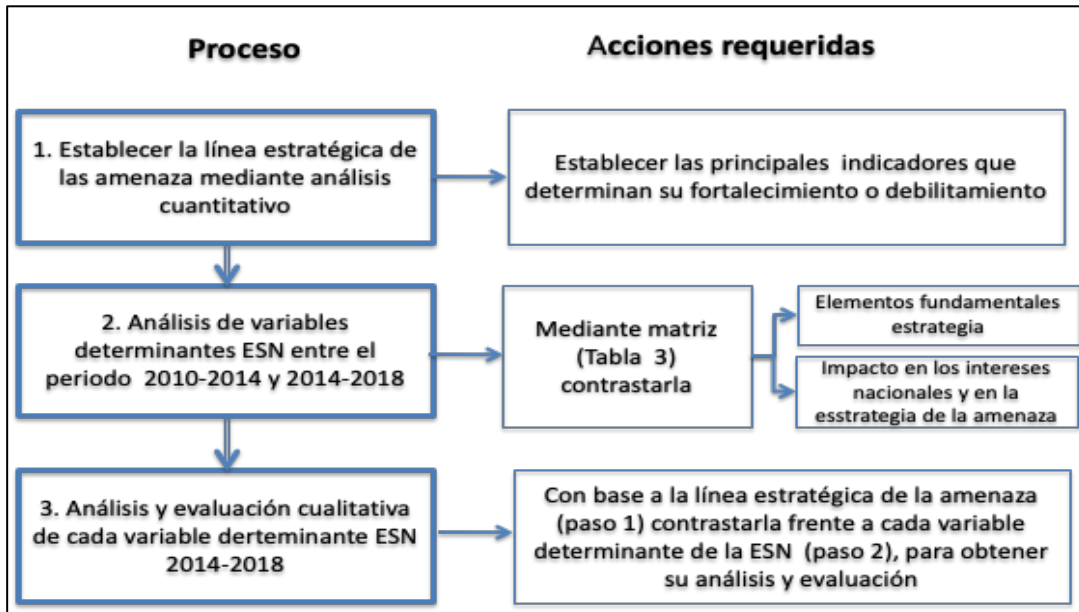 Proceso
Acciones requeridas
1. Establecer la línea estratégica de
las amenaza mediante análisis
cuantitativo
Establecer las principales indicadores que
determinan su fortalecimiento o debilitamiento
2. Análisis de variables
determinantes ESN entre el
periodo 2010-2014 y 2014-2018
Mediante matriz
(Tabla 3)
contrastarla
Elementos fundamentales
estrategia
Impacto en los intereses
nacionales y en la
esstrategia de la amenaza
3. Análisis y evaluación cualitativa
de cada variable derteminante ESN
2014-2018
Con base a la línea estratégica de la amenaza
(paso 1) contrastarla frente a cada variable
determinante de la ESN (paso 2), para obtener
su análisis y evaluación